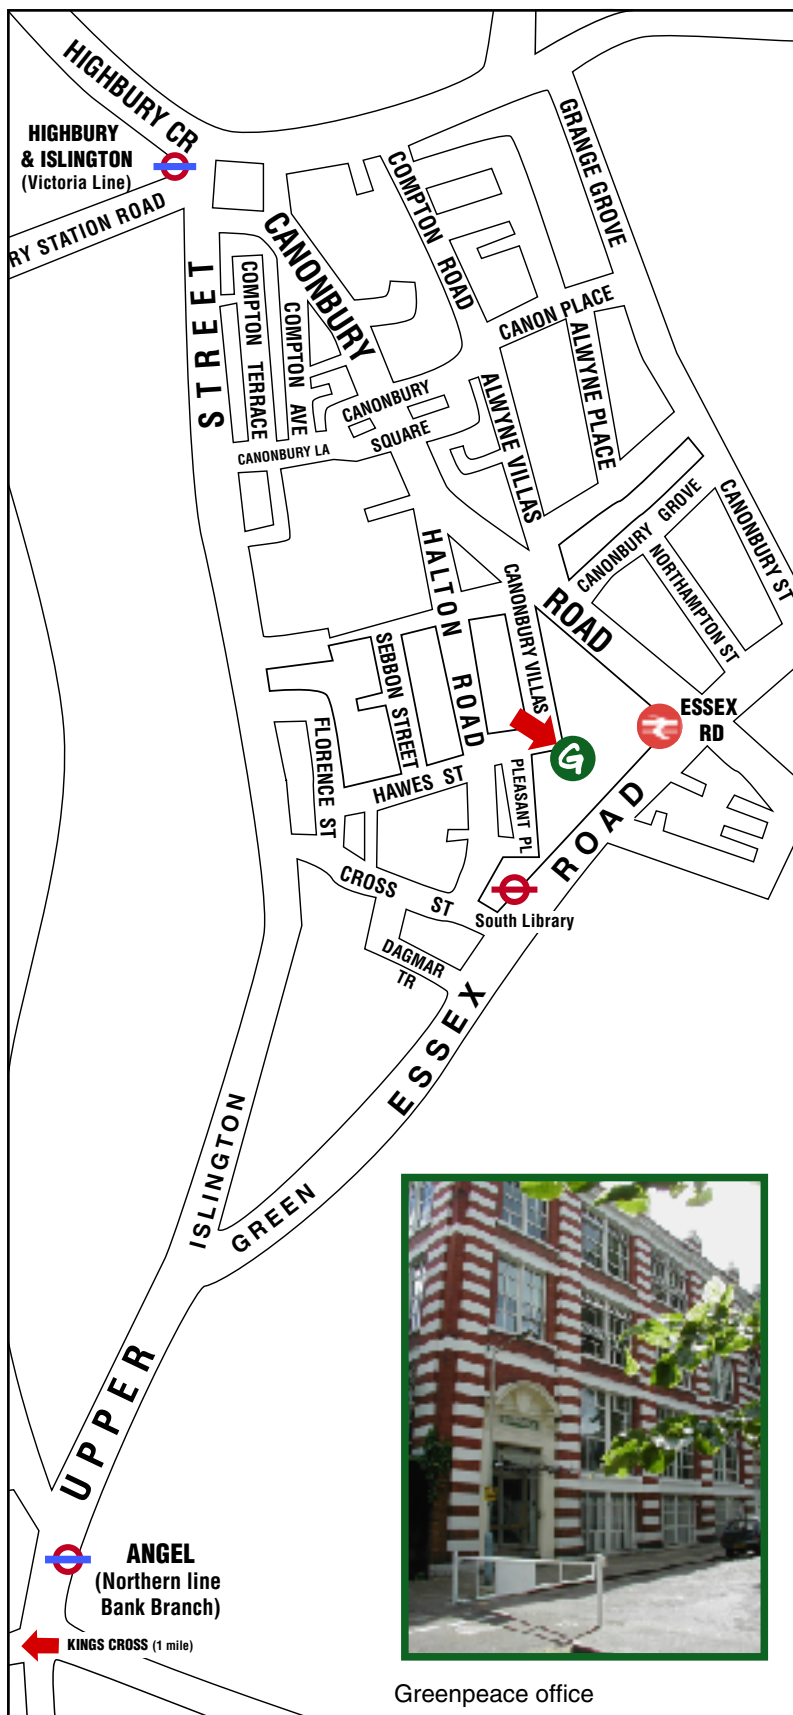 HIGHBURY CR
HIGHBURY
& ISLINGTON
(Victoria Line)
RY STATION ROAD
STREET
COMPTON TERRACE
COMPTON AVE
CANONBURY
COMPTON ROAD
GRANGE GROVE
CANON PLACE
ALWYNE PLACE
ALWYNE VILLAS
CANONBURY
SQUARE
CANONBURY LA
CANONBURY GROVE
CANONBURY ST
NORTHAMPTON ST
HALTON ROAD
CANONBURY VILLAS
ROAD
SEBBON STREET
FLORENCE ST
HAWES ST
PLEASANT PL
G
ESSEX
RD
CROSS ST
South Library
DAGMAR
TR
ESSEX ROAD
ISLINGTON
GREEN
UPPER
ANGEL
(Northern line
Bank Branch)
KINGS CROSS (1 mile)
Greenpeace office